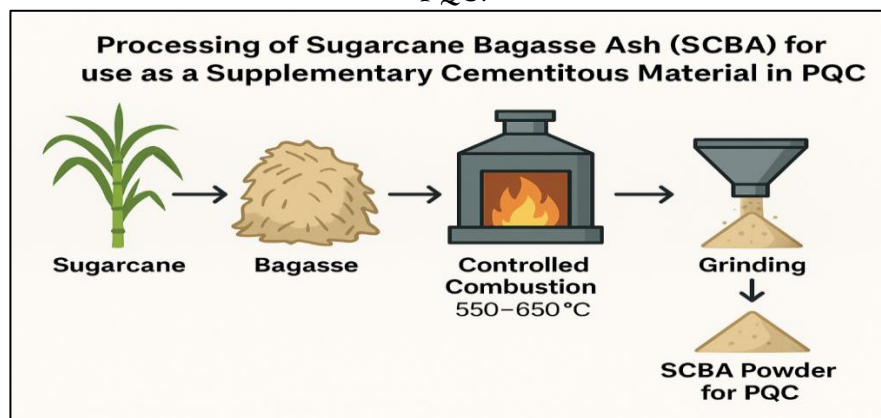 PQC.
Processing of Sugarcane Bagasse Ash (SCBA) for
use as a Supplementary Cementitous Material in PQC
Sugarcane
Bagasse
Controlled
Combustion
550–650 °C
Grinding
SCBA Powder
for PQC